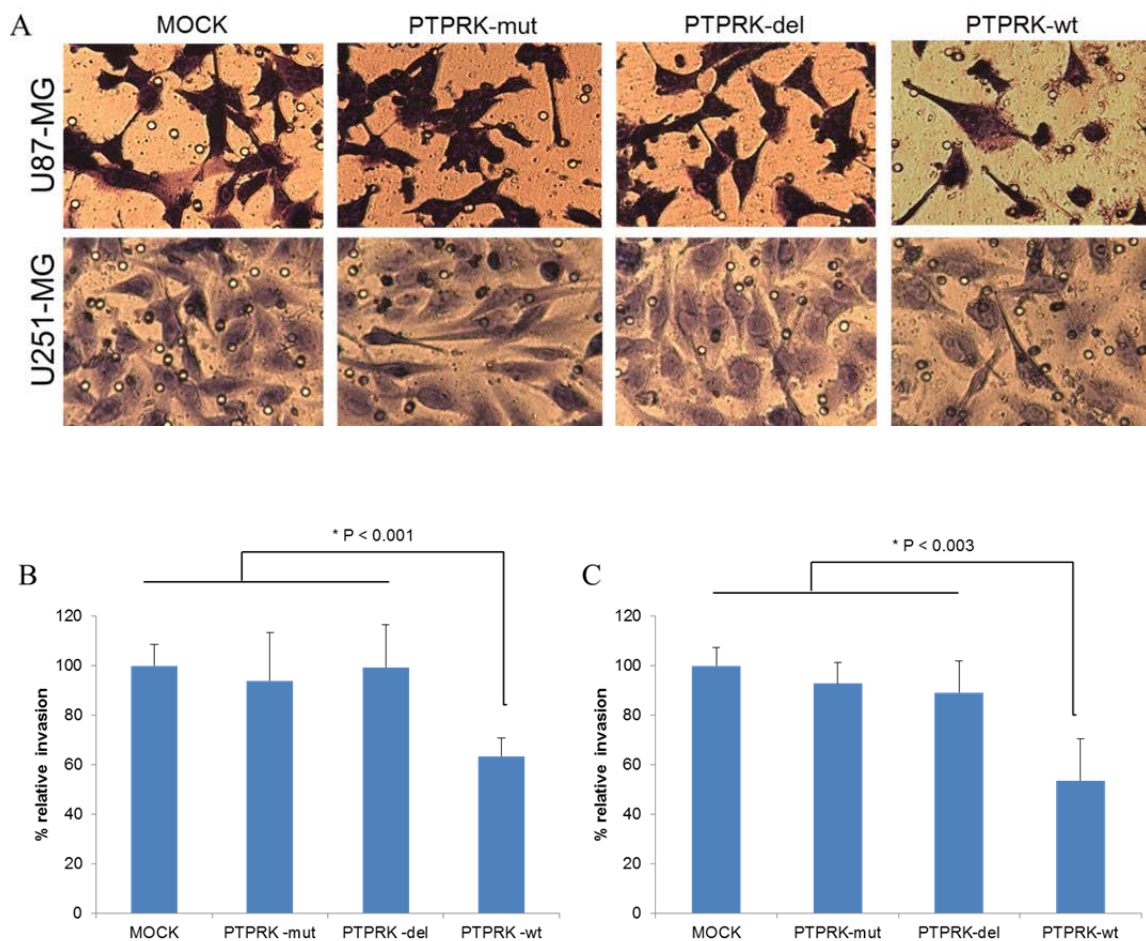 A
MOCK PTPRK-mut PTPRK-del PTPRK-wt
U87-MG
U251-MG
B
* P < 0.001
% relative invasion
120
100
80
60
40
20
0
MOCK PTPRK -mut PTPRK -del PTPRK -wt
C
* P < 0.003
% relative invasion
120
100
80
60
40
20
0
MOCK PTPRK-mut PTPRK-del PTPRK-wt